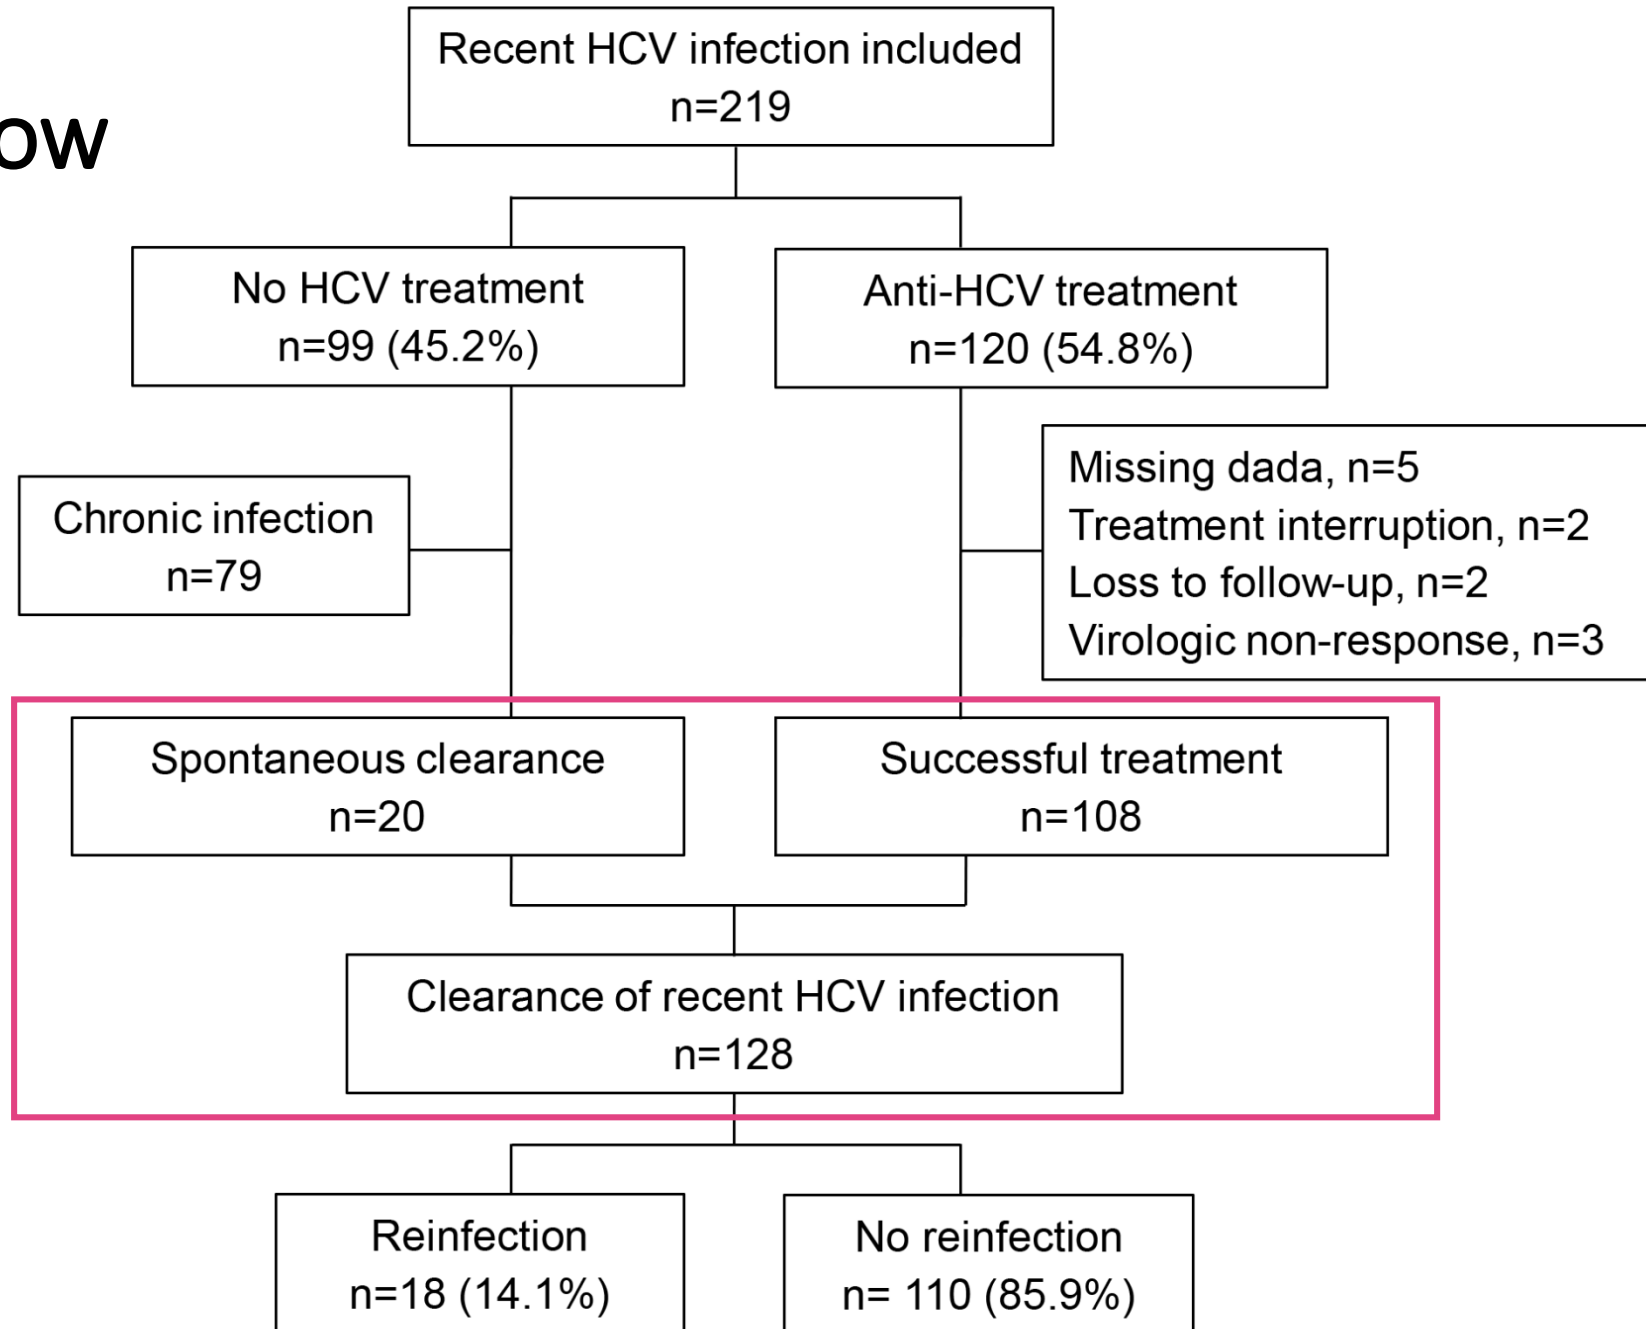 Recent HCV infection included
n=219
ow
No HCV treatment
n=99 (45.2%)
Anti-HCV treatment
n=120 (54.8%)
Chronic infection
n=79
Missing dada, n=5
Treatment interruption, n=2
Loss to follow-up, n=2
Virologic non-response, n=3
Spontaneous clearance
n=20
Successful treatment
n=108
Clearance of recent HCV infection
n=128
Reinfection
n=18 (14.1%)
No reinfection
n= 110 (85.9%)